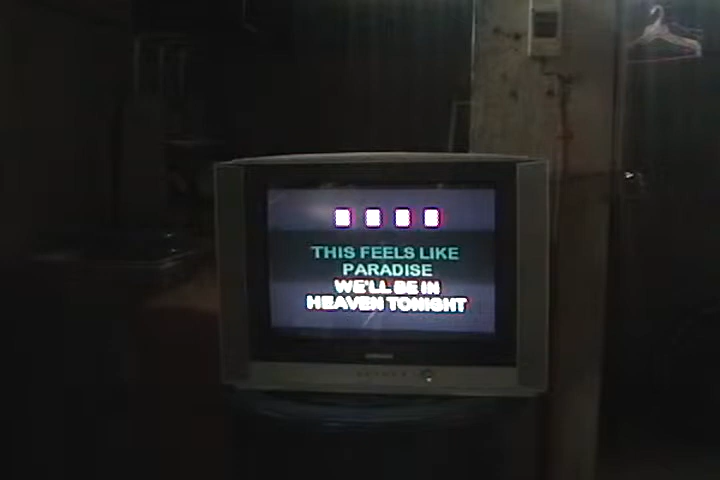 THIS FEELS LIKE
PARADISE
WE'LL BE IN
HEAVEN TONIGHT